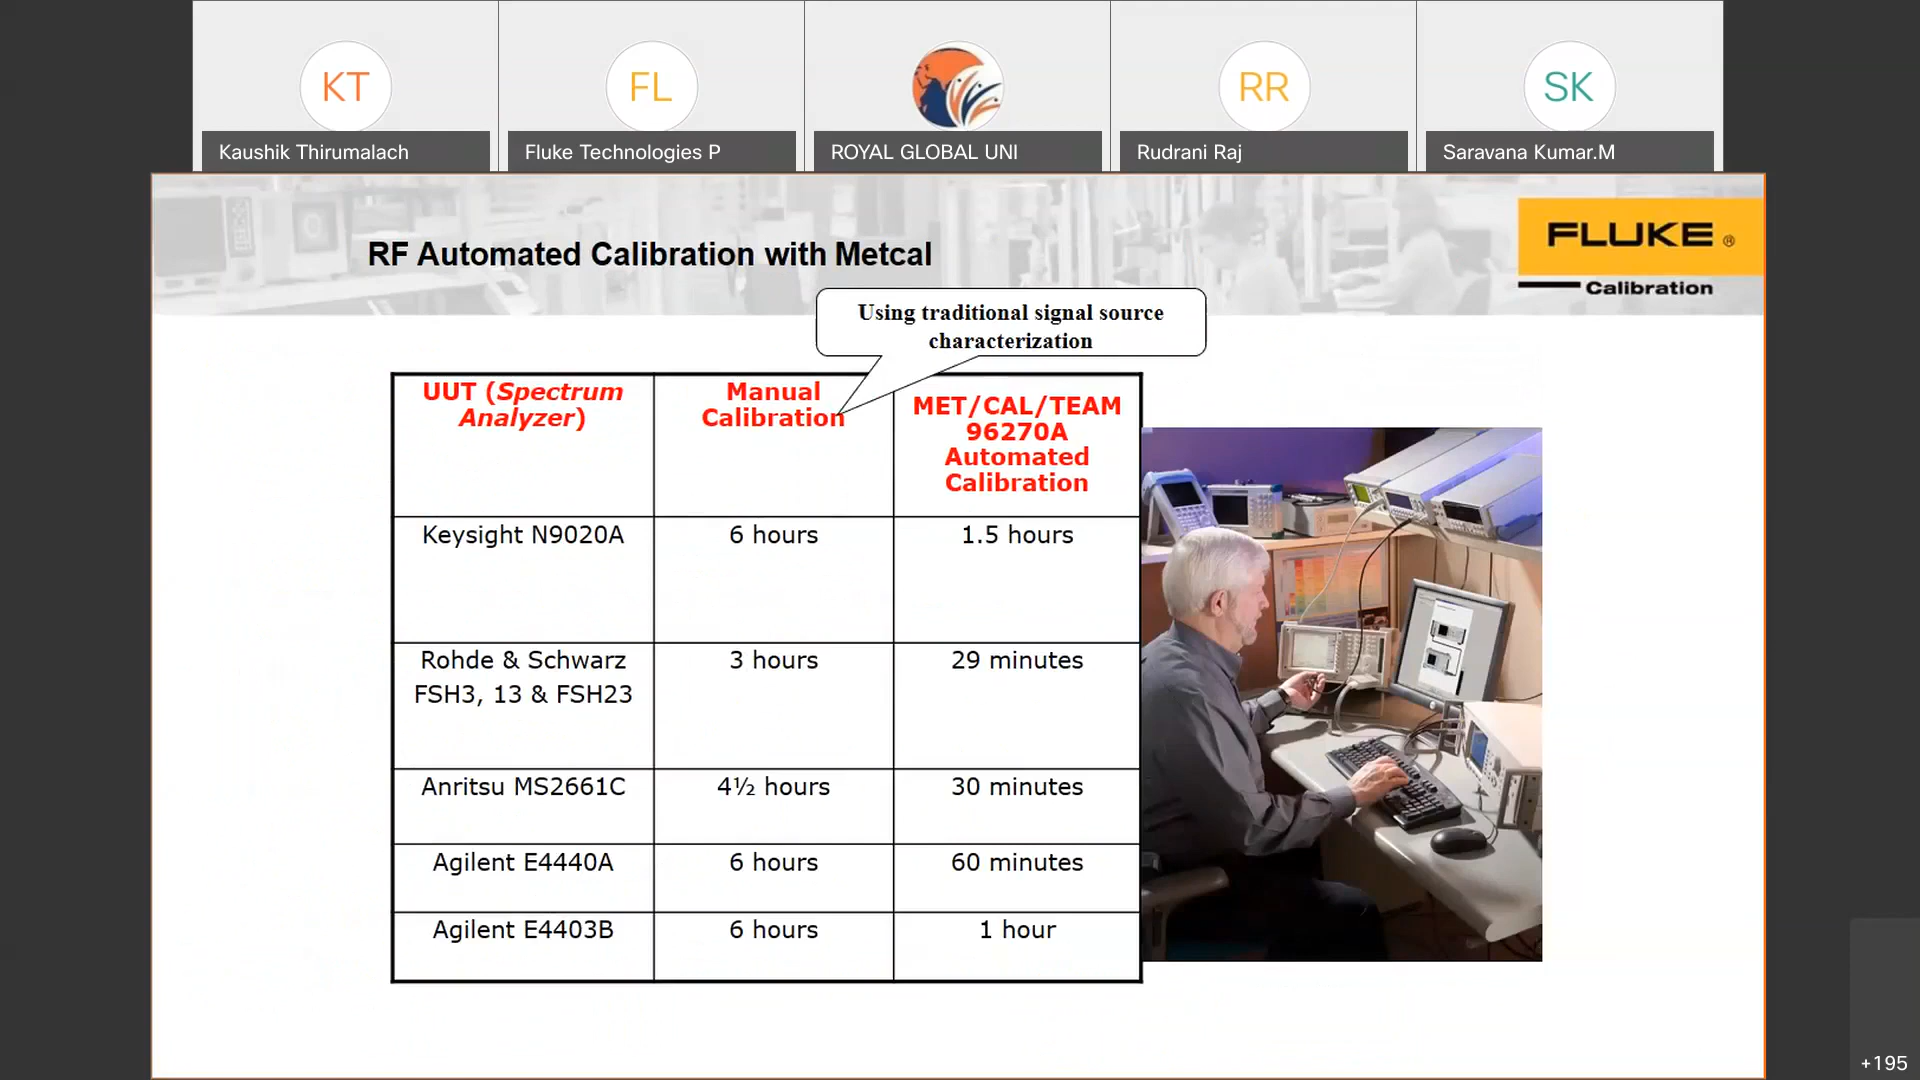 KT
FL
RR
SK
Kaushik Thirumalach
Fluke Technologies P
ROYAL GLOBAL UNI
Rudrani Raj
Saravana Kumar.M
RF Automated Calibration with Metcal
FLUKE ®
Calibration
Using traditional signal source
characterization
UUT (Spectrum
Analyzer)
Manual
Calibration
MET/CAL/TEAM
96270A
Automated
Calibration
Keysight N9020A
6 hours
1.5 hours
Rohde & Schwarz
FSH3, 13 & FSH23
3 hours
29 minutes
Anritsu MS2661C
4½ hours
30 minutes
Agilent E4440A
6 hours
60 minutes
Agilent E4403B
6 hours
1 hour
+195